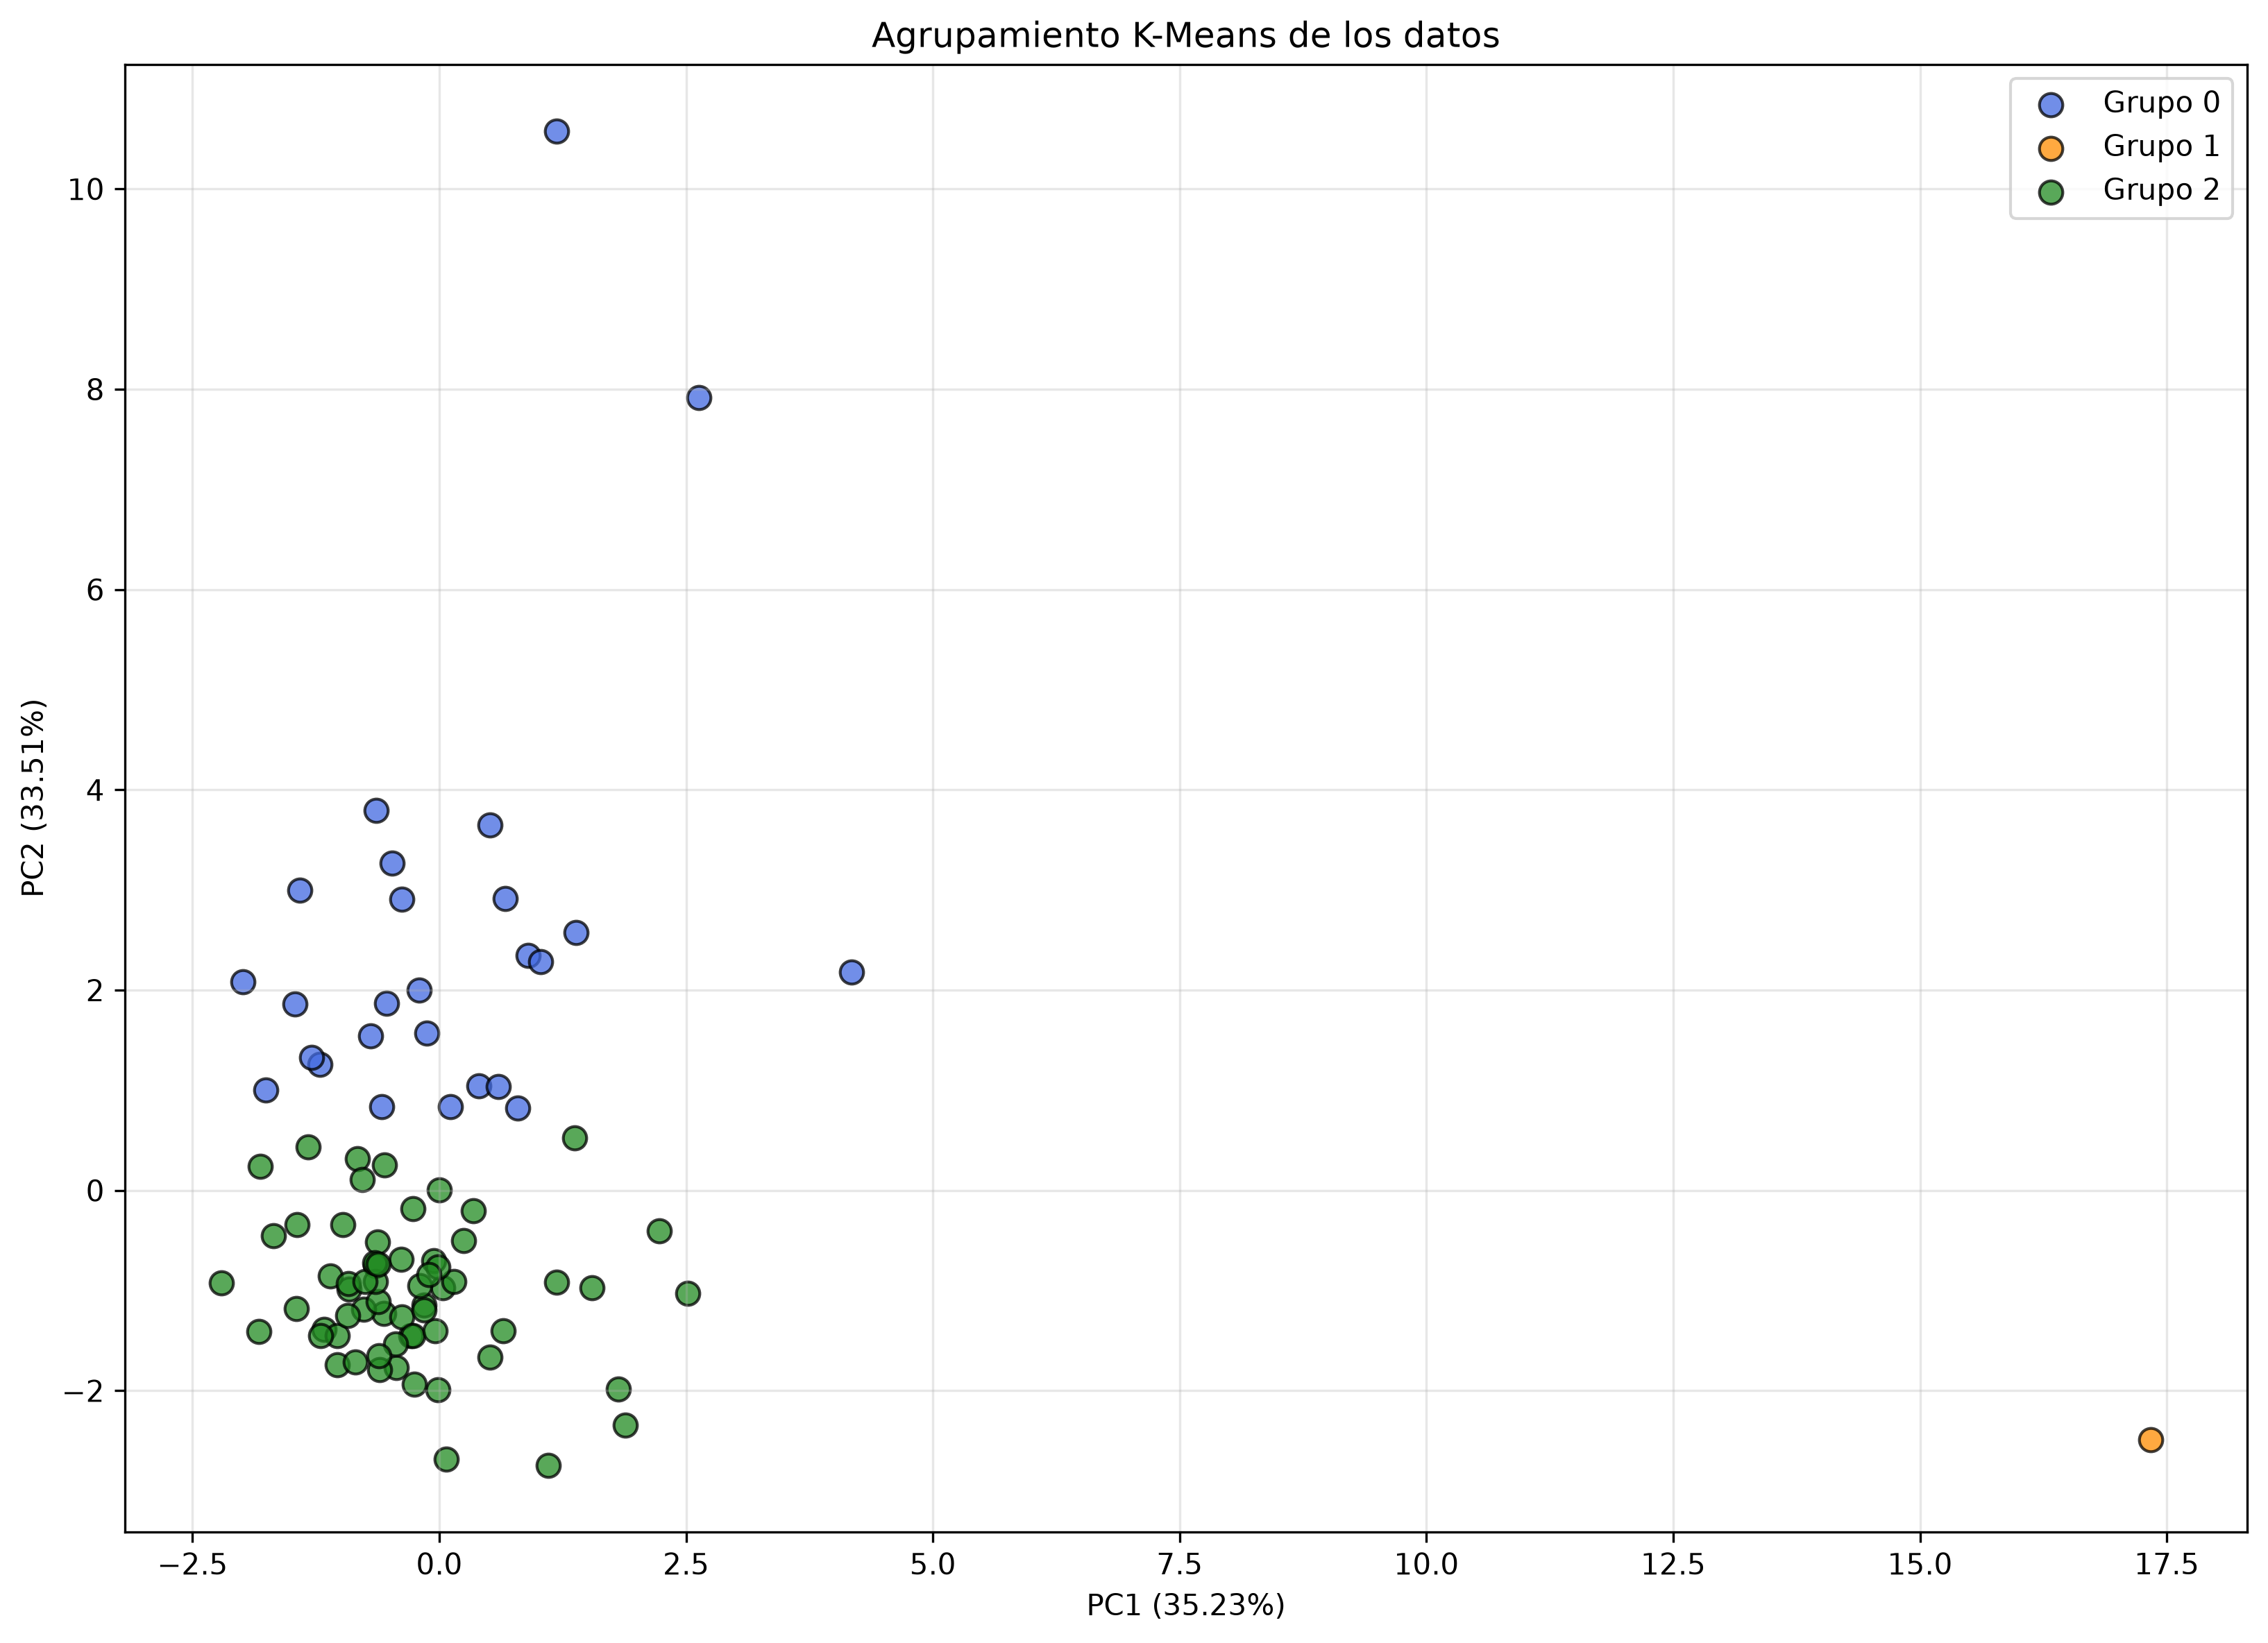 Agrupamiento K-Means de los datos
Grupo 0
Grupo 1
Grupo 2
10
8
6
4
2
0
−2
PC2 (33.51%)
−2.5 0.0 2.5 5.0 7.5 10.0 12.5 15.0 17.5
PC1 (35.23%)